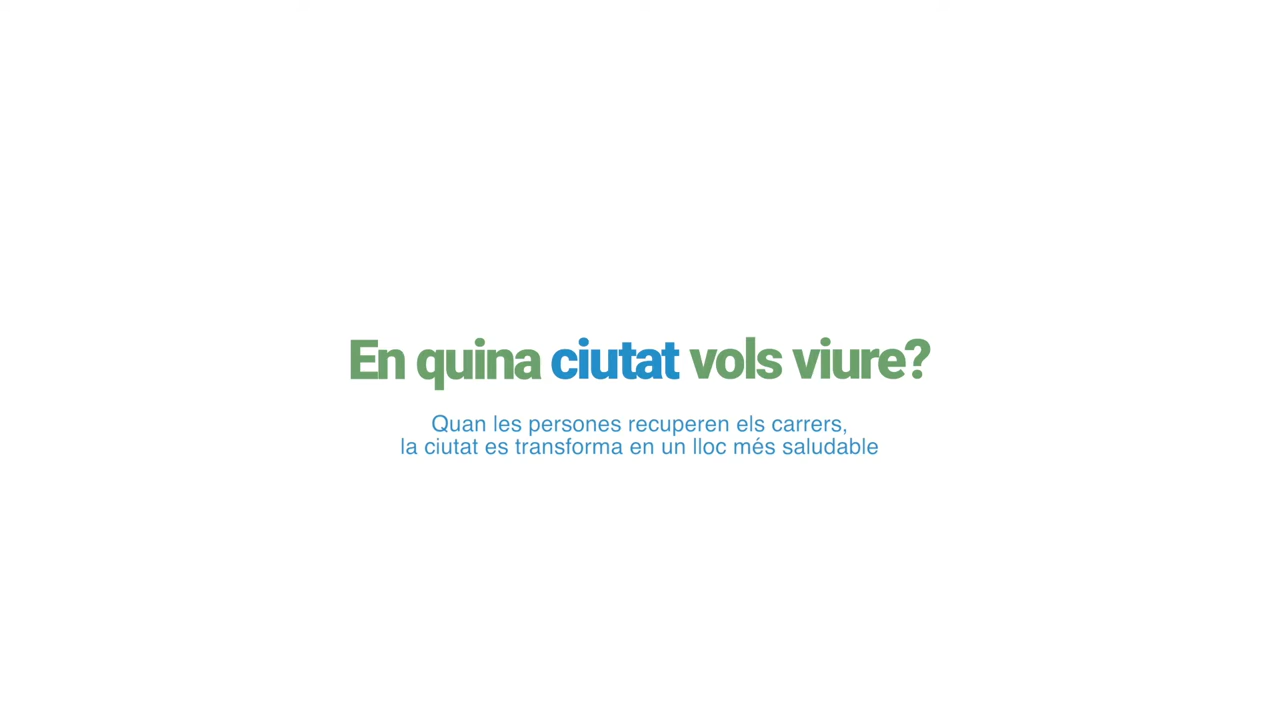 En quina ciutat vols viure?
Quan les persones recuperen els carrers,
la ciutat es transforma en un lloc més saludable